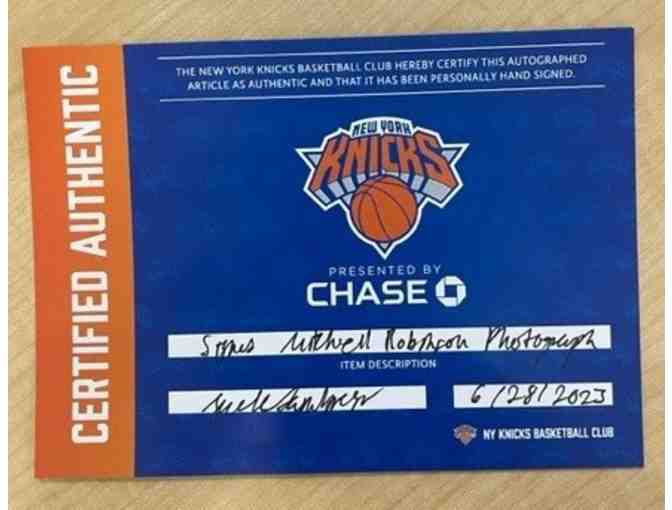 CERTIFIED AUTHENTIC
THE NEW YORK KNICKS BASKETBALL CLUB HEREBY CERTIFY THIS AUTOGRAPHED
ARTICLE AS AUTHENTIC AND THAT IT HAS BEEN PERSONALLY HAND SIGNED.
NEW YORK
KNICKS
PRESENTED BY
CHASE
Signed Mitchell Robinson Photograph
ITEM DESCRIPTION
6/28/2023
NY KNICKS BASKETBALL CLUB